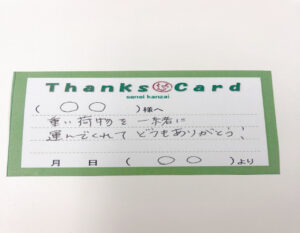 Thanks Card
sanei kanzai
( ○○ )様へ
重い荷物を 一緒に
運んでくれて どうもありがとう!
月 日 ( ○○ )より